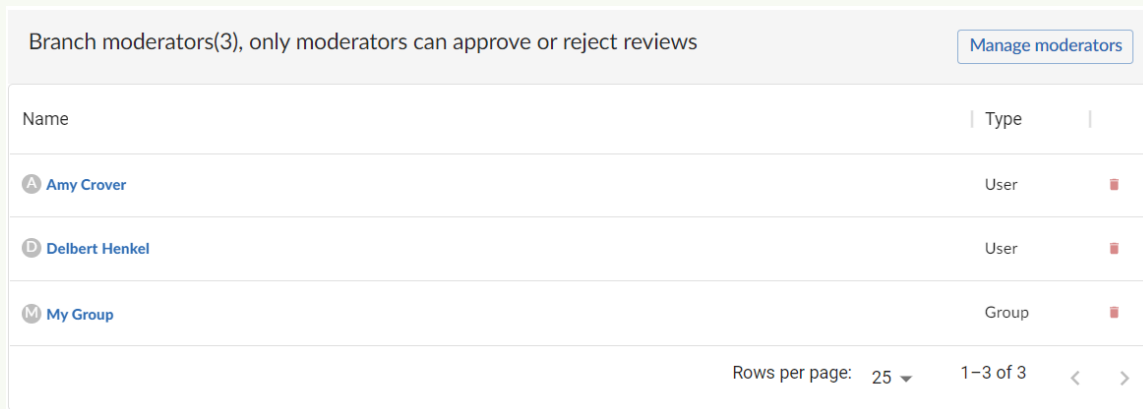 Branch moderators(3), only moderators can approve or reject reviews
Manage moderators
Name Type
A Amy Crover User
D Delbert Henkel User
M My Group Group
Rows per page: 25 1–3 of 3